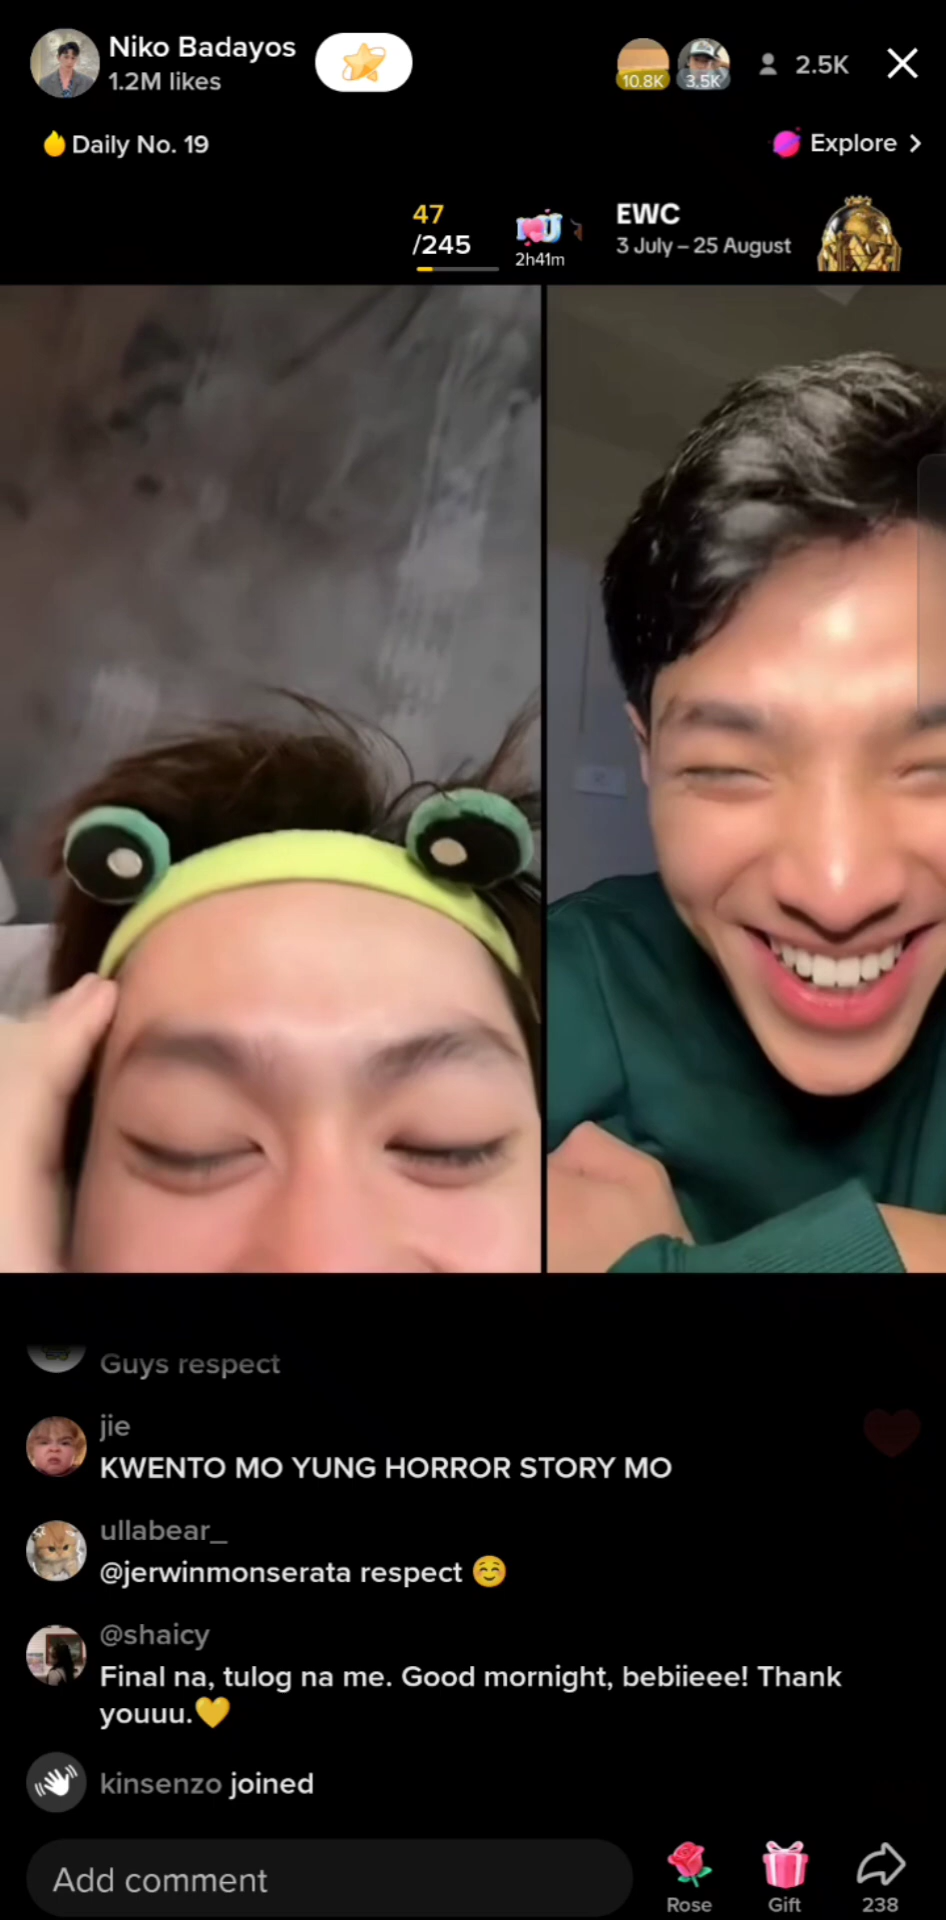 Niko Badayos
1.2M likes
10.8K
3.5K
2.5K
Daily No. 19
Explore
47
/245
2h41m
EWC
3 July – 25 August
Guys respect
jie
KWENTO MO YUNG HORROR STORY MO
ullabear_
@jerwinmonserata respect ☺️
@shaicy
Final na, tulog na me. Good mornight, bebiieee! Thank
youuu.💛
kinsenzo joined
Add comment
Rose
Gift
238